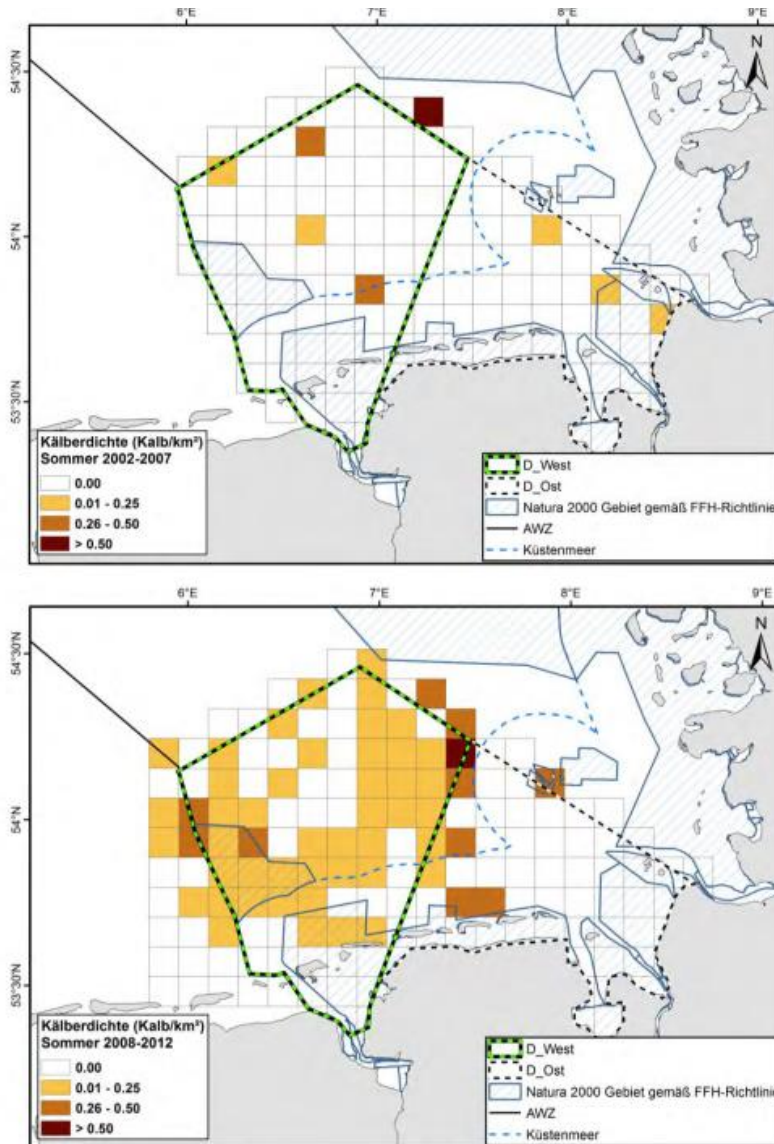 6°E 7°E 8°E 9°E
N
54°30'N
54°N
53°30'N
Kälberdichte (Kalb/km²)
Sommer 2002-2007
0.00
0.01 - 0.25
0.26 - 0.50
> 0.50
D_West
D_Ost
Natura 2000 Gebiet gemäß FFH-Richtlinie
AWZ
Küstenmeer
6°E 7°E 8°E 9°E
N
54°30'N
54°N
53°30'N
Kälberdichte (Kalb/km²)
Sommer 2008-2012
0.00
0.01 - 0.25
0.26 - 0.50
> 0.50
D_West
D_Ost
Natura 2000 Gebiet gemäß FFH-Richtlinie
AWZ
Küstenmeer